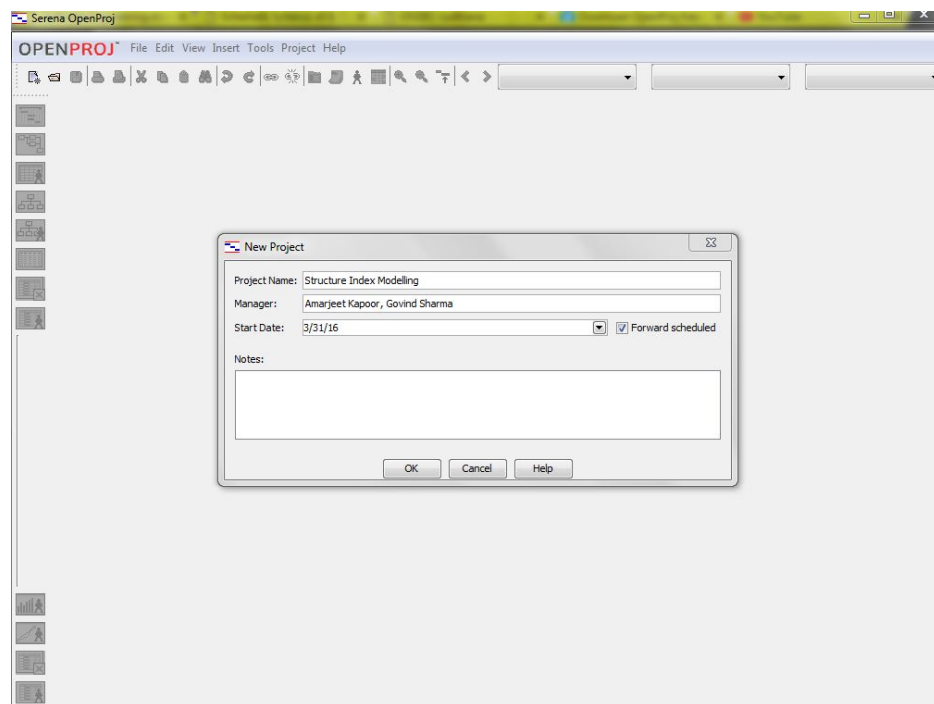 Serena OpenProj
OPENPROJ™ File Edit View Insert Tools Project Help
New Project
Project Name: Structure Index Modelling
Manager: Amarjeet Kapoor, Govind Sharma
Start Date: 3/31/16 Forward scheduled
Notes:
OK Cancel Help